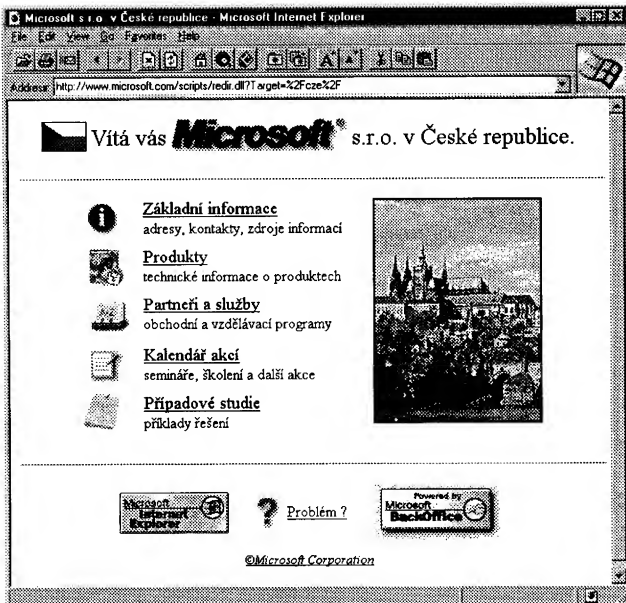 Microsoft s.r.o. v České republice - Microsoft Internet Explorer
File Edit View Go Favorites Help
Address: http://www.microsoft.com/scripts/redir.dll?Target=%2Fcze%2F
Vítá vás Microsoft® s.r.o. v České republice.
Základní informace
adresy, kontakty, zdroje informací
Produkty
technické informace o produktech
Partneři a služby
obchodní a vzdělávací programy
Kalendář akcí
semináře, školení a další akce
Případové studie
příklady řešení
Microsoft
Internet
Explorer
Problém ?
Powered by
Microsoft
BackOffice
©Microsoft Corporation